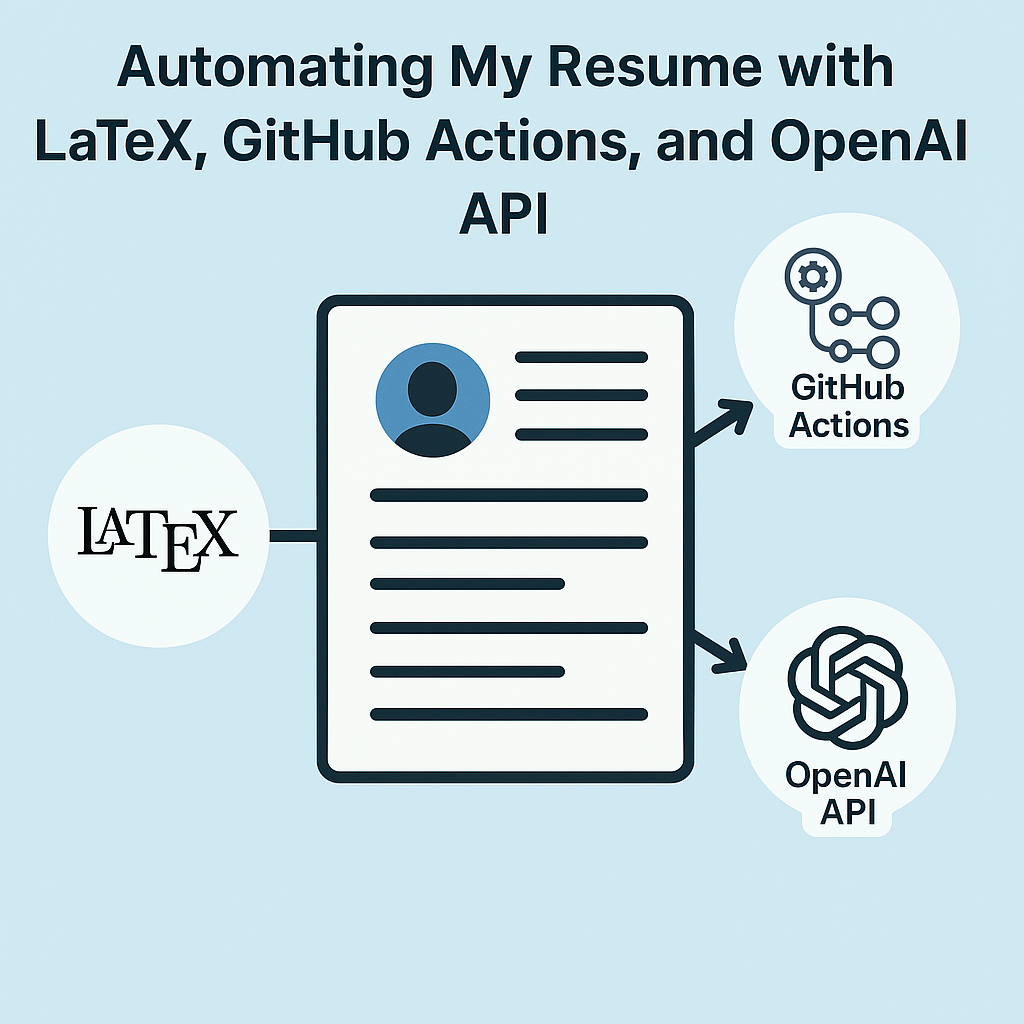 Automating My Resume with
LaTeX, GitHub Actions, and OpenAI
API
GitHub
Actions
LATEX
OpenAI
API